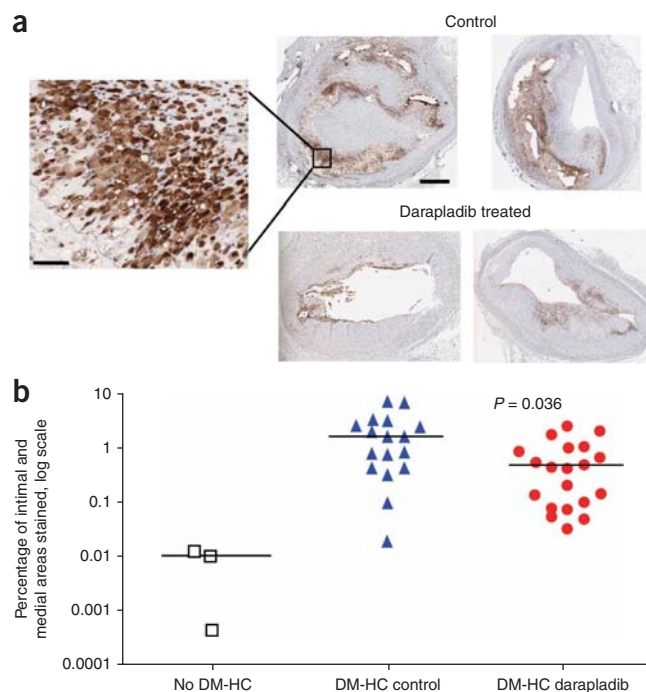 a
Control
Darapladib treated
b
Percentage of intimal and
medial areas stained, log scale
10
1
0.1
0.01
0.001
0.0001
P = 0.036
No DM-HC
DM-HC control
DM-HC darapladib